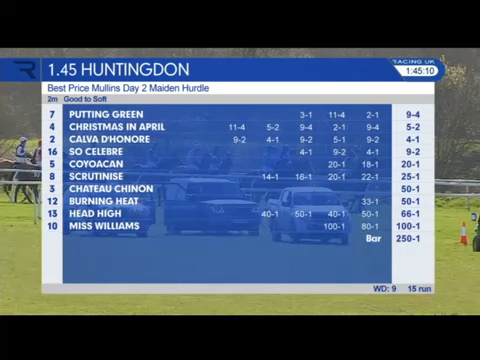 R
1.45 HUNTINGDON
RACING UK
1:45:10
Best Price Mullins Day 2 Maiden Hurdle
2m Good to Soft
7 PUTTING GREEN 3-1 11-4 2-1 9-4
4 CHRISTMAS IN APRIL 11-4 5-2 9-4 2-1 9-4 5-2
2 CALVA D'HONORE 9-2 4-1 9-2 5-1 9-2 4-1
16 SO CELEBRE 4-1 9-2 4-1 9-2
5 COYOACAN 20-1 18-1 20-1
8 SCRUTINISE 14-1 16-1 20-1 22-1 25-1
3 CHATEAU CHINON 50-1
12 BURNING HEAT 33-1 50-1
13 HEAD HIGH 40-1 50-1 40-1 50-1 66-1
10 MISS WILLIAMS 100-1 80-1 100-1
Bar 250-1
WD: 9 15 run